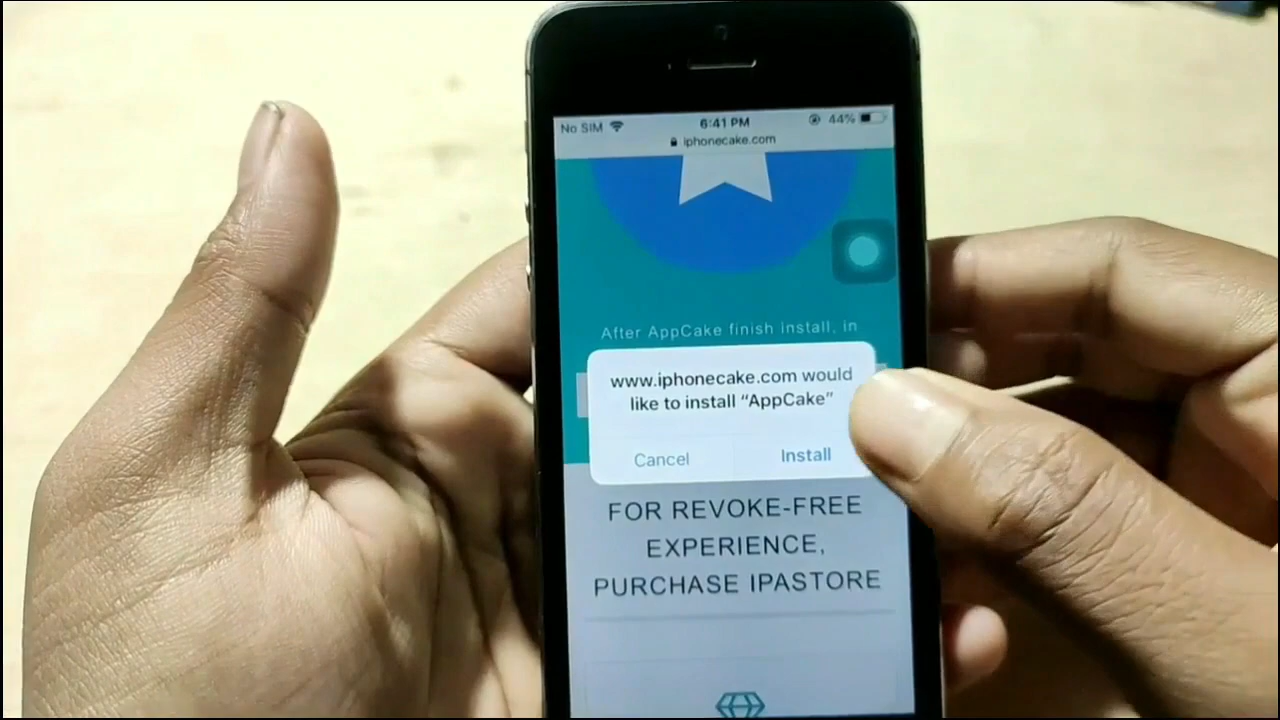 No SIM 6:41 PM 44%
iphonecake.com
After AppCake finish install, in
www.iphonecake.com would
like to install “AppCake”
Cancel Install
FOR REVOKE-FREE
EXPERIENCE,
PURCHASE IPASTORE